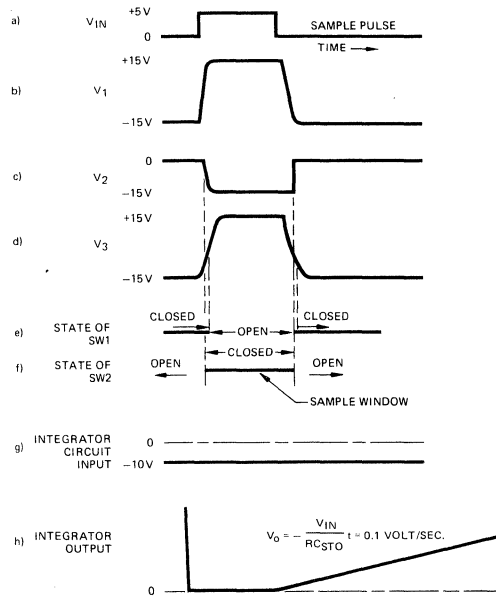 a) VIN +5V 0 SAMPLE PULSE
TIME
b) V1 +15V
−15V
c) V2 0
−15V
d) V3 +15V
−15V
e) STATE OF SW1 CLOSED OPEN CLOSED
f) STATE OF SW2 OPEN CLOSED OPEN
SAMPLE WINDOW
g) INTEGRATOR CIRCUIT INPUT 0
−10V
h) INTEGRATOR OUTPUT Vo = − VIN / RCSTO t = 0.1 VOLT/SEC.
0